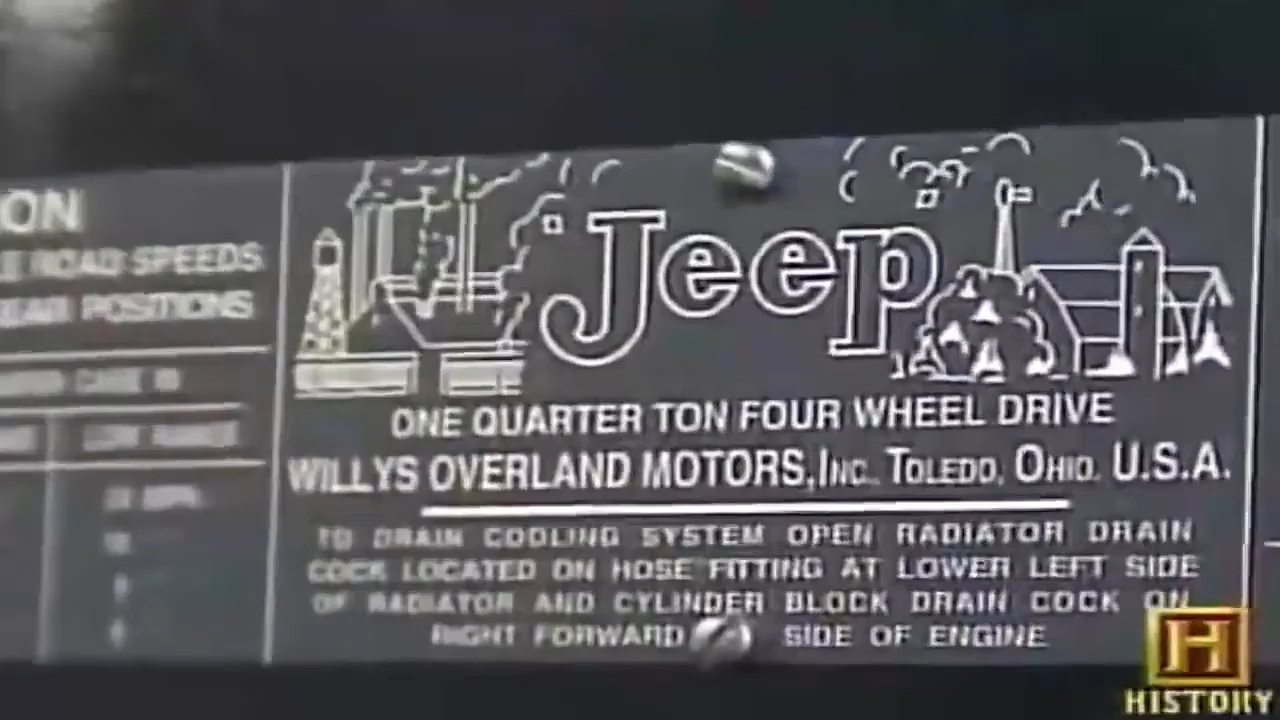 ON
ROAD SPEEDS
POSITIONS
Jeep
ONE QUARTER TON FOUR WHEEL DRIVE
WILLYS OVERLAND MOTORS, INC. TOLEDO, OHIO. U.S.A.
TO DRAIN COOLING SYSTEM OPEN RADIATOR DRAIN
COCK LOCATED ON HOSE FITTING AT LOWER LEFT SIDE
OF RADIATOR AND CYLINDER BLOCK DRAIN COCK ON
RIGHT FORWARD SIDE OF ENGINE
H
HISTORY